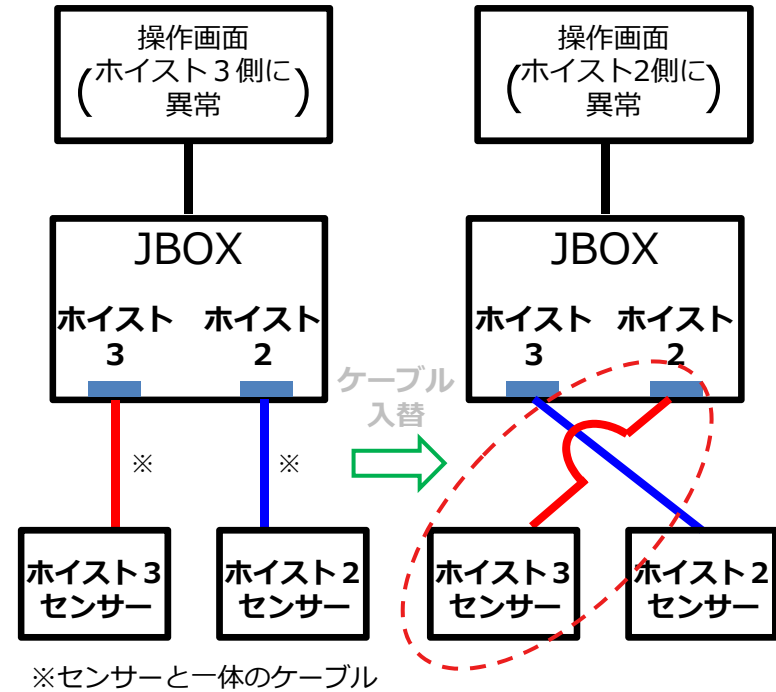 操作画面
(ホイスト３側に
異常)
JBOX
ホイスト
3
ホイスト
2
※
※
ホイスト３
センサー
ホイスト２
センサー
※センサーと一体のケーブル
ケーブル
入替
操作画面
(ホイスト2側に
異常)
JBOX
ホイスト
3
ホイスト
2
ホイスト３
センサー
ホイスト２
センサー